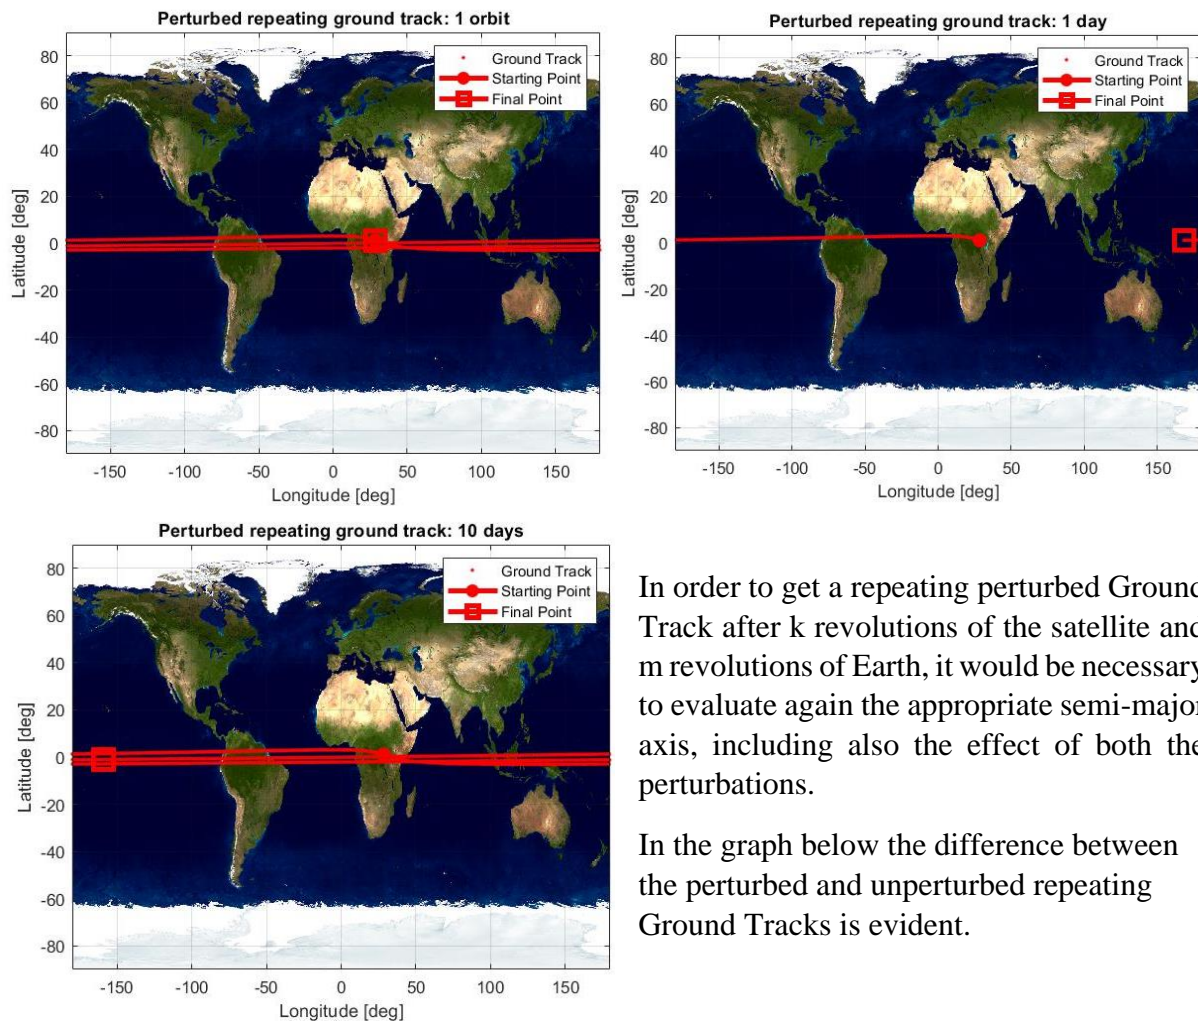 Perturbed repeating ground track: 1 orbit
Ground Track
Starting Point
Final Point
80
60
40
20
0
-20
-40
-60
-80
Latitude [deg]
-150 -100 -50 0 50 100 150
Longitude [deg]
Perturbed repeating ground track: 1 day
Ground Track
Starting Point
Final Point
80
60
40
20
0
-20
-40
-60
-80
Latitude [deg]
-150 -100 -50 0 50 100 150
Longitude [deg]
Perturbed repeating ground track: 10 days
Ground Track
Starting Point
Final Point
80
60
40
20
0
-20
-40
-60
-80
Latitude [deg]
-150 -100 -50 0 50 100 150
Longitude [deg]
In order to get a repeating perturbed Ground
Track after k revolutions of the satellite and
m revolutions of Earth, it would be necessary
to evaluate again the appropriate semi-major
axis, including also the effect of both the
perturbations.
In the graph below the difference between
the perturbed and unperturbed repeating
Ground Tracks is evident.